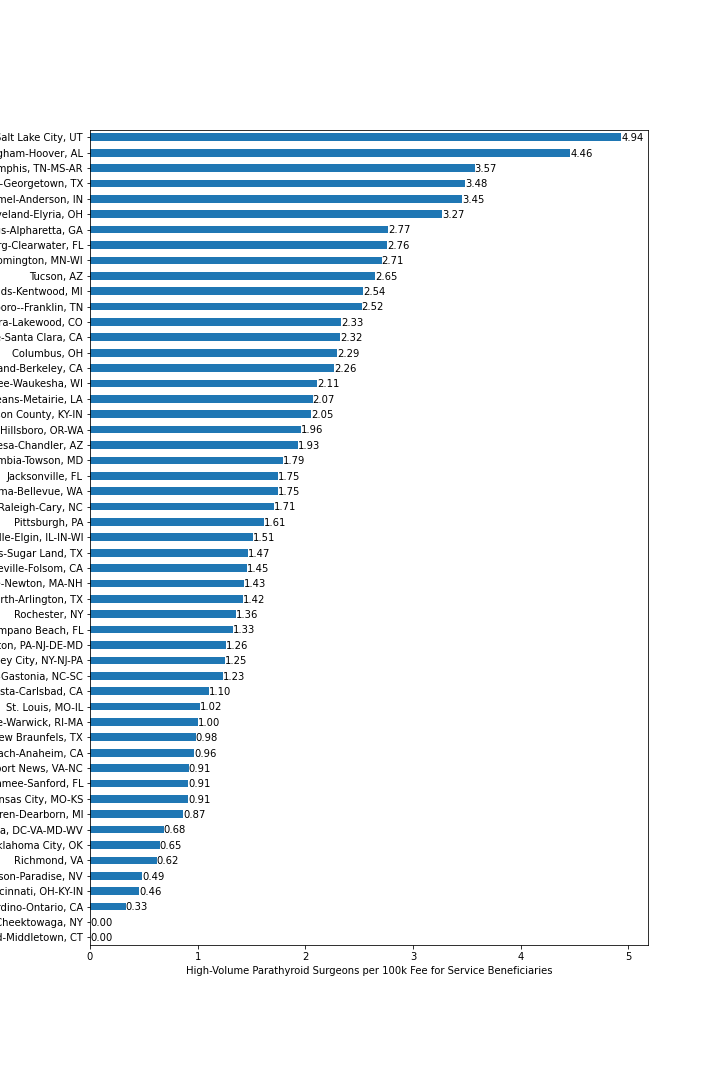 Salt Lake City, UT 4.94
gham-Hoover, AL 4.46
mphis, TN-MS-AR 3.57
-Georgetown, TX 3.48
mel-Anderson, IN 3.45
veland-Elyria, OH 3.27
s-Alpharetta, GA 2.77
rg-Clearwater, FL 2.76
omington, MN-WI 2.71
Tucson, AZ 2.65
ds-Kentwood, MI 2.54
oro--Franklin, TN 2.52
ra-Lakewood, CO 2.33
e-Santa Clara, CA 2.32
Columbus, OH 2.29
and-Berkeley, CA 2.26
ee-Waukesha, WI 2.11
eans-Metairie, LA 2.07
on County, KY-IN 2.05
Hillsboro, OR-WA 1.96
esa-Chandler, AZ 1.93
mbia-Towson, MD 1.79
Jacksonville, FL 1.75
ma-Bellevue, WA 1.75
Raleigh-Cary, NC 1.71
Pittsburgh, PA 1.61
lle-Elgin, IL-IN-WI 1.51
s-Sugar Land, TX 1.47
eville-Folsom, CA 1.45
-Newton, MA-NH 1.43
rth-Arlington, TX 1.42
Rochester, NY 1.36
mpano Beach, FL 1.33
ton, PA-NJ-DE-MD 1.26
ey City, NY-NJ-PA 1.25
-Gastonia, NC-SC 1.23
sta-Carlsbad, CA 1.10
St. Louis, MO-IL 1.02
e-Warwick, RI-MA 1.00
ew Braunfels, TX 0.98
ach-Anaheim, CA 0.96
ort News, VA-NC 0.91
mee-Sanford, FL 0.91
nsas City, MO-KS 0.91
ren-Dearborn, MI 0.87
a, DC-VA-MD-WV 0.68
klahoma City, OK 0.65
Richmond, VA 0.62
son-Paradise, NV 0.49
cinnati, OH-KY-IN 0.46
rdino-Ontario, CA 0.33
Cheektowaga, NY 0.00
d-Middletown, CT 0.00
0 1 2 3 4 5
High-Volume Parathyroid Surgeons per 100k Fee for Service Beneficiaries